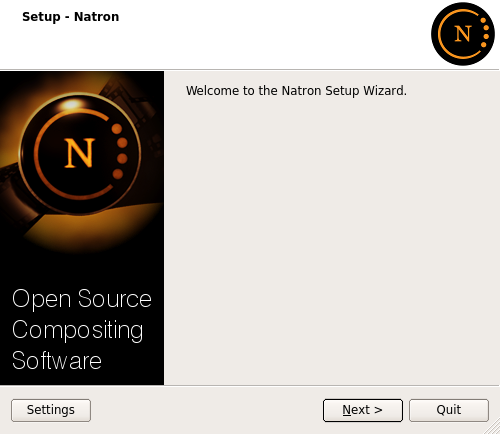 Setup - Natron
N
N
Welcome to the Natron Setup Wizard.
Open Source
Compositing
Software
Settings
Next >
Quit